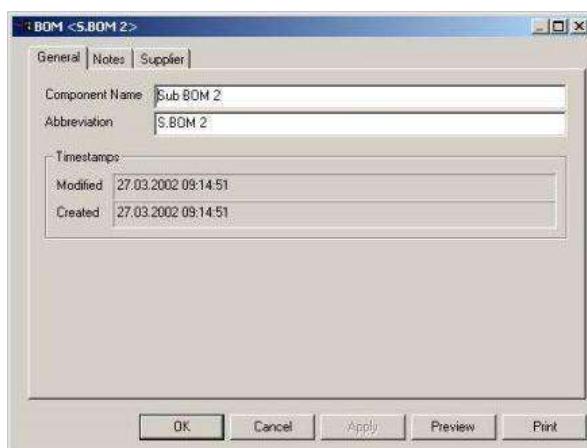 BOM <S.BOM 2>
General Notes Supplier
Component Name Sub BOM 2
Abbreviation S.BOM 2
Timestamps
Modified 27.03.2002 09:14:51
Created 27.03.2002 09:14:51
OK Cancel Apply Preview Print